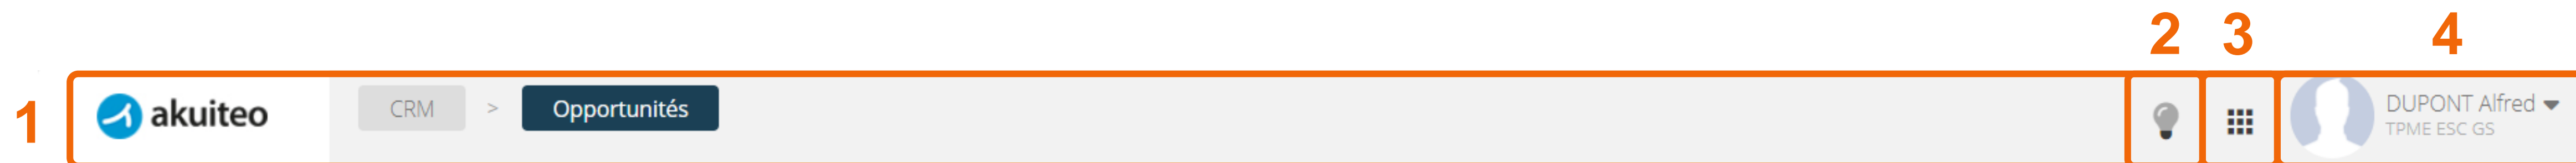 2 3 4
1 akuiteo CRM > Opportunités DUPONT Alfred
TPME ESC GS